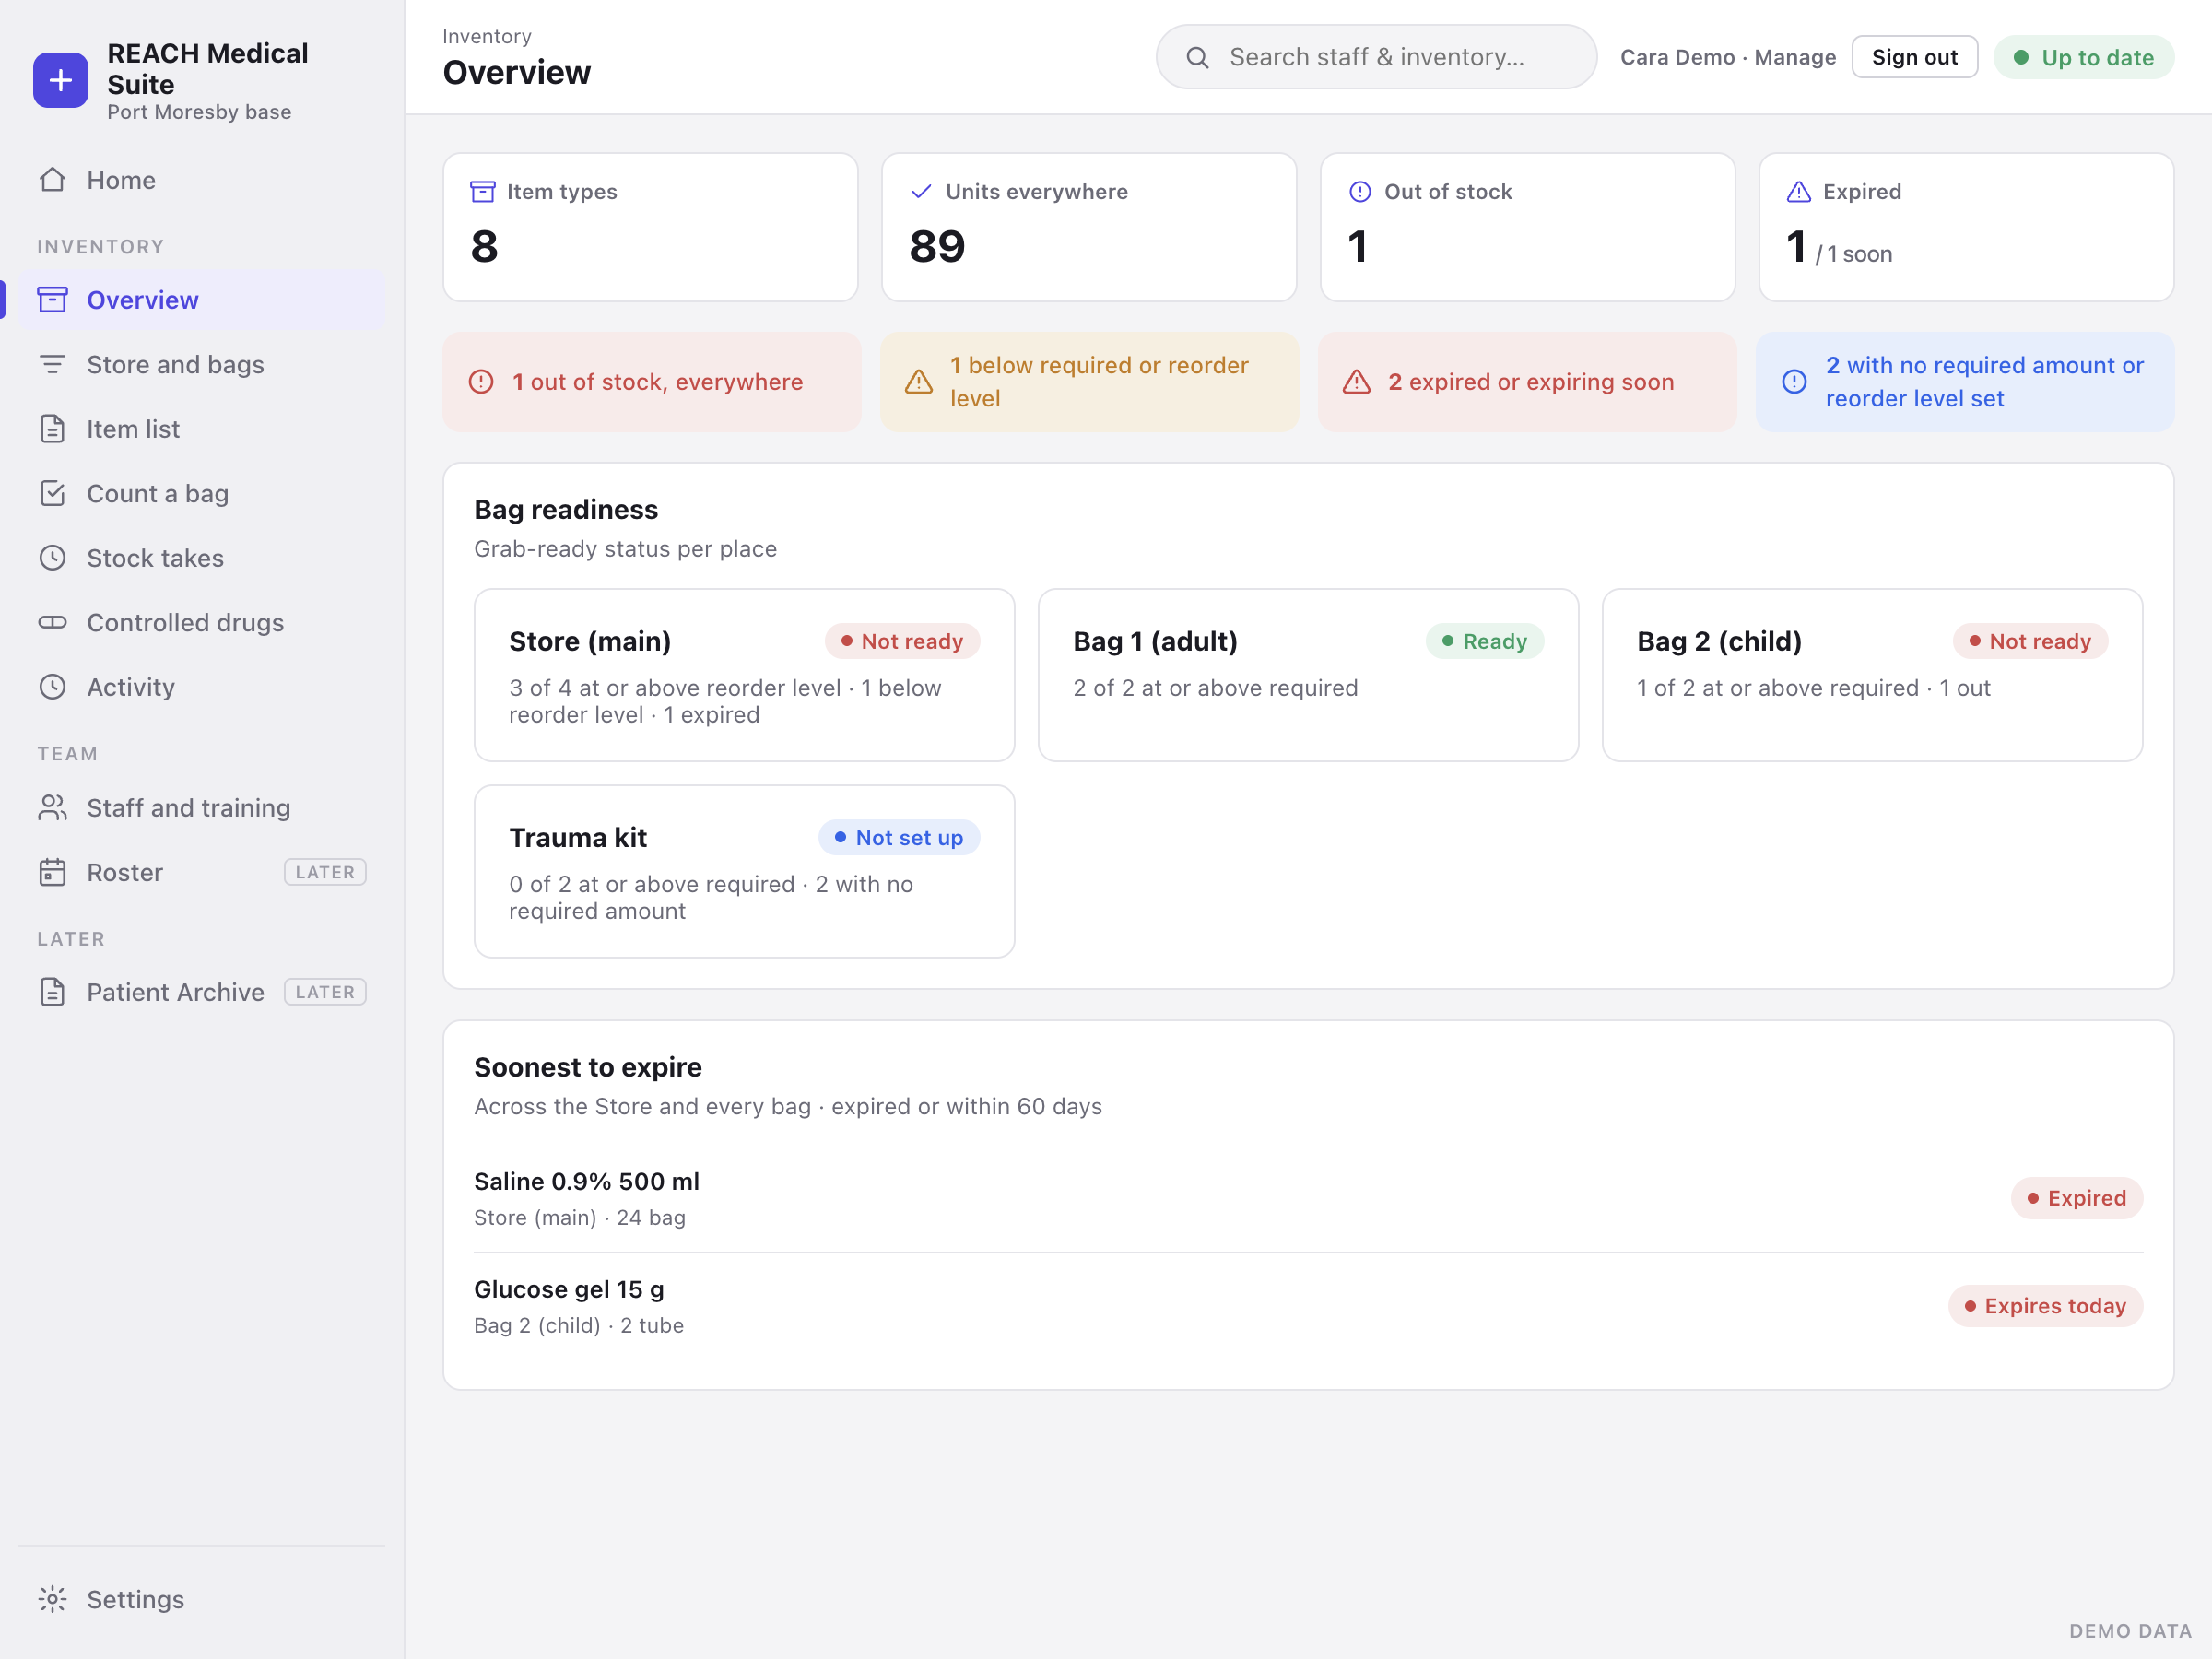 REACH Medical
Suite
Port Moresby base
Home
INVENTORY
Overview
Store and bags
Item list
Count a bag
Stock takes
Controlled drugs
Activity
TEAM
Staff and training
Roster LATER
LATER
Patient Archive LATER
Settings
Inventory
Overview
Search staff & inventory...
Cara Demo · Manage
Sign out
Up to date
Item types
8
Units everywhere
89
Out of stock
1
Expired
1 / 1 soon
1 out of stock, everywhere
1 below required or reorder
level
2 expired or expiring soon
2 with no required amount or
reorder level set
Bag readiness
Grab-ready status per place
Store (main) Not ready
3 of 4 at or above reorder level · 1 below
reorder level · 1 expired
Bag 1 (adult) Ready
2 of 2 at or above required
Bag 2 (child) Not ready
1 of 2 at or above required · 1 out
Trauma kit Not set up
0 of 2 at or above required · 2 with no
required amount
Soonest to expire
Across the Store and every bag · expired or within 60 days
Saline 0.9% 500 ml
Store (main) · 24 bag
Expired
Glucose gel 15 g
Bag 2 (child) · 2 tube
Expires today
DEMO DATA